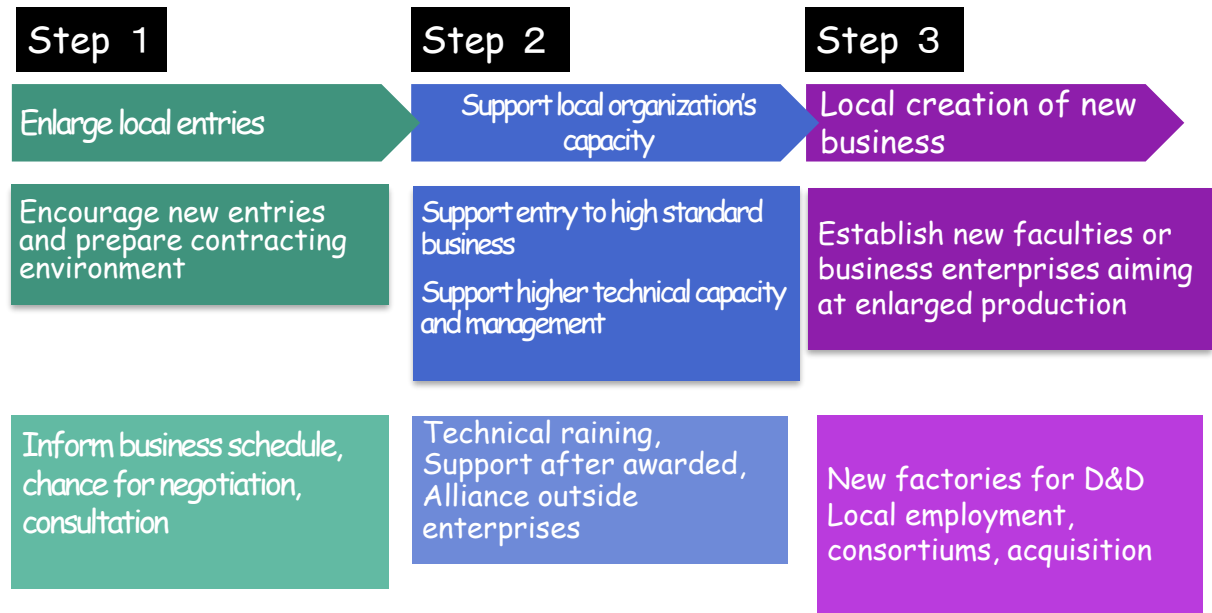 Step 1
Enlarge local entries
Encourage new entries
and prepare contracting
environment
Inform business schedule,
chance for negotiation,
consultation
Step 2
Support local organization's
capacity
Support entry to high standard
business
Support higher technical capacity
and management
Technical raining,
Support after awarded,
Alliance outside
enterprises
Step 3
Local creation of new
business
Establish new faculties or
business enterprises aiming
at enlarged production
New factories for D&D
Local employment,
consortiums, acquisition